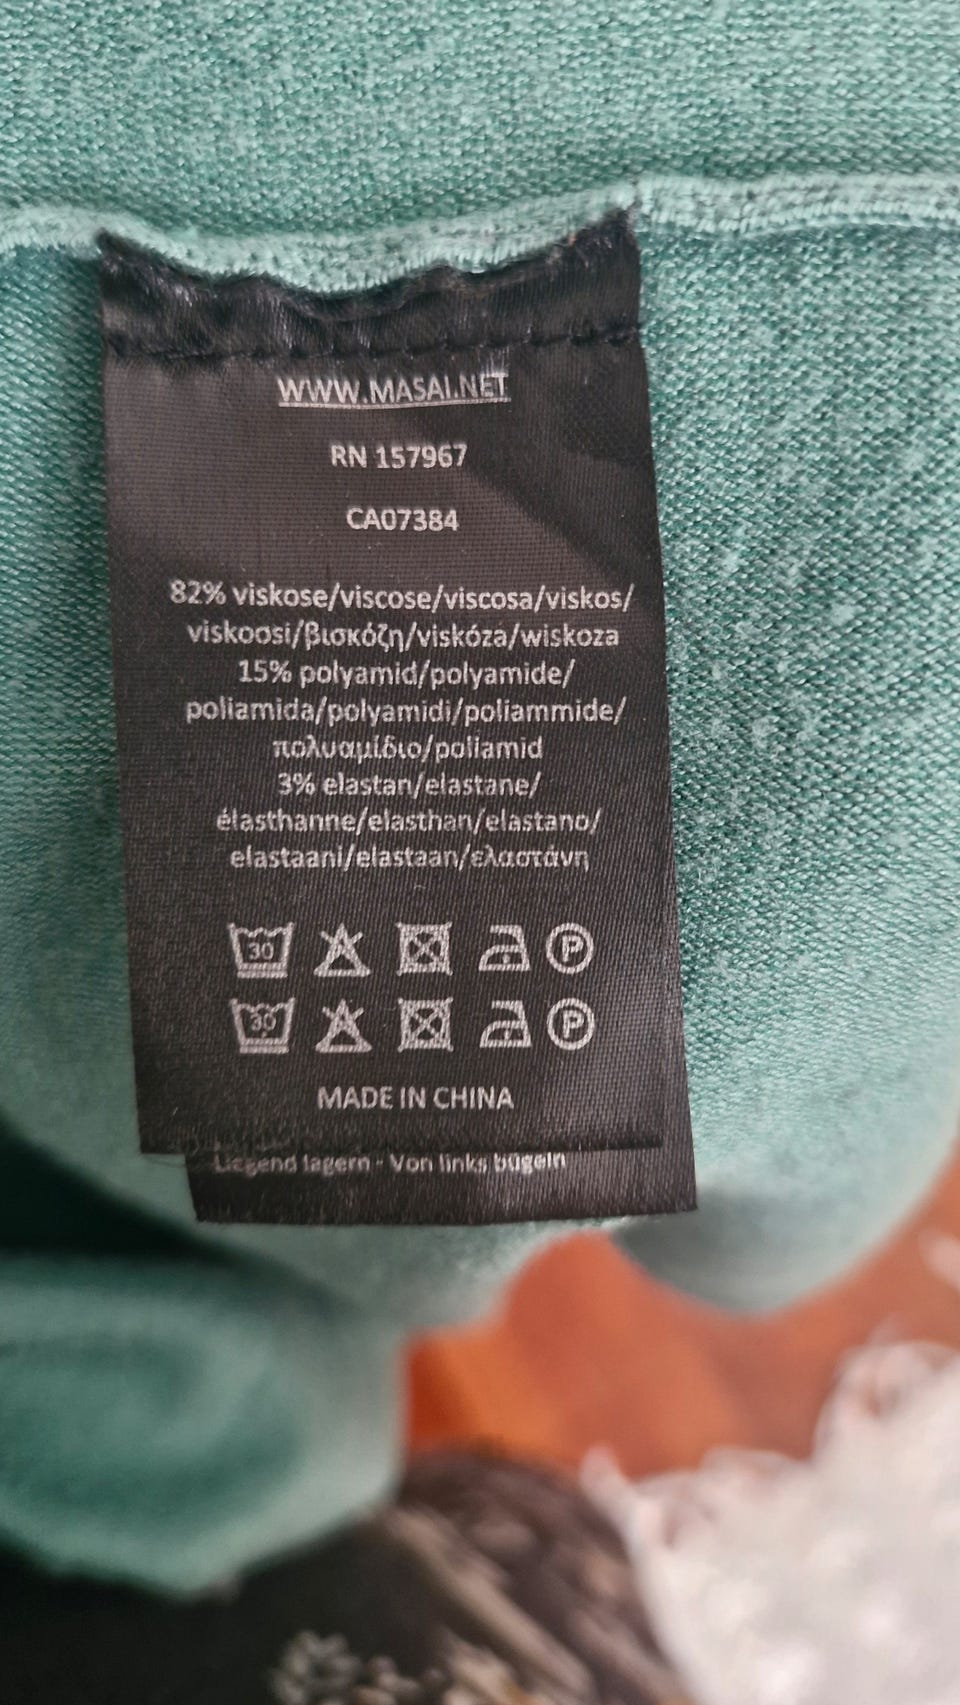 WWW.MASAI.NET
RN 157967
CA07384
82% viskose/viscose/viscosa/viskos/
viskoosi/βισκόζη/viskóza/wiskoza
15% polyamid/polyamide/
poliamida/polyamidi/poliammide/
πολυαμίδιο/poliamid
3% elastan/elastane/
élasthanne/elasthan/elastano/
elastaani/elastaan/ελαστάνη
30 P
30 P
MADE IN CHINA
Liegend lagern - Von links bügeln